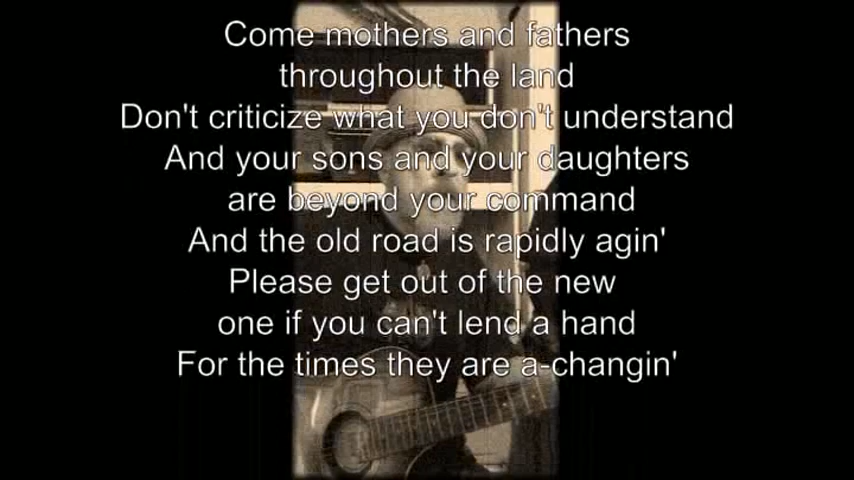 Come mothers and fathers
throughout the land
Don't criticize what you don't understand
And your sons and your daughters
are beyond your command
And the old road is rapidly agin'
Please get out of the new
one if you can't lend a hand
For the times they are a-changin'